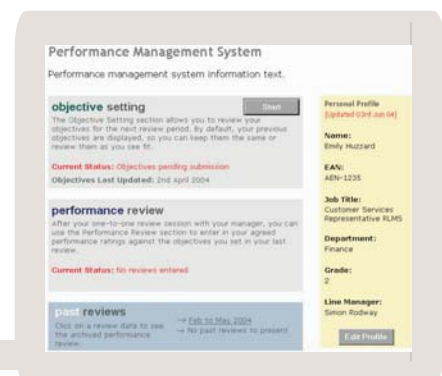 Performance Management System
Performance management system information text.
objective setting
Start
The Objective Setting section allows you to review your
objectives for the next review period. By default, your previous
objectives are displayed, so you can keep them the same or
review them as you see fit.
Current Status: Objectives pending submission
Objectives Last Updated: 2nd April 2004
performance review
After your one-to-one review session with your manager, you can
use the Performance Review section to enter in your agreed
performance ratings against the objectives you set in your last
review.
Current Status: No reviews entered
past reviews
Click on a review data to see
the archived performance
review.
→ Feb to May 2004
→ No past reviews to present
Personal Profile
[Updated 03rd Jun 04]
Name:
Emily Huzzard
EAN:
AEN-1235
Job Title:
Customer Services
Representative RLMS
Department:
Finance
Grade:
2
Line Manager:
Simon Rodway
Edit Profile